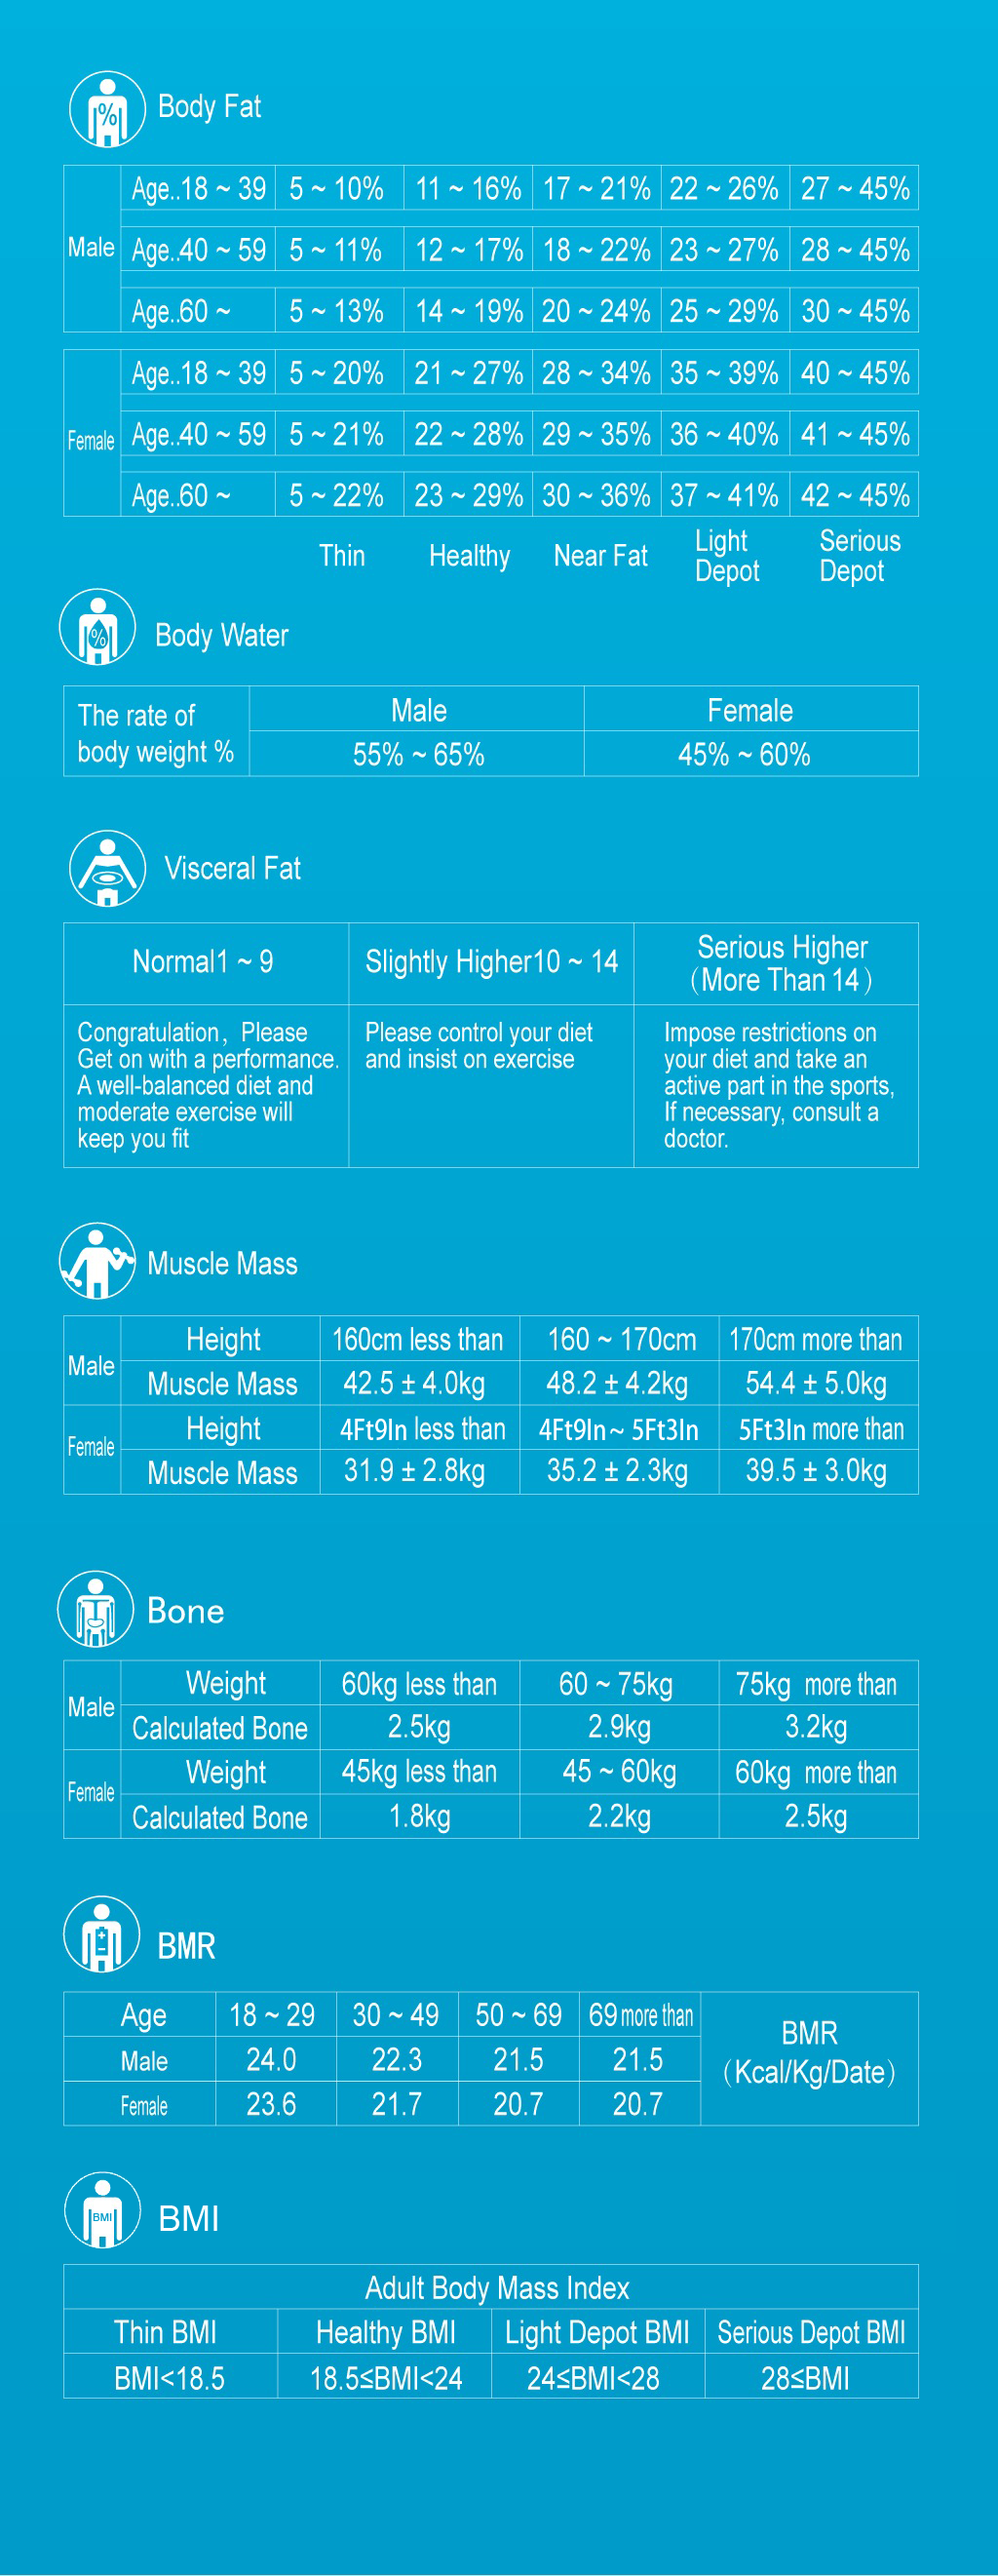 %
Body Fat
Male
Age..18 ~ 39 5 ~ 10% 11 ~ 16% 17 ~ 21% 22 ~ 26% 27 ~ 45%
Age..40 ~ 59 5 ~ 11% 12 ~ 17% 18 ~ 22% 23 ~ 27% 28 ~ 45%
Age..60 ~ 5 ~ 13% 14 ~ 19% 20 ~ 24% 25 ~ 29% 30 ~ 45%
Female
Age..18 ~ 39 5 ~ 20% 21 ~ 27% 28 ~ 34% 35 ~ 39% 40 ~ 45%
Age..40 ~ 59 5 ~ 21% 22 ~ 28% 29 ~ 35% 36 ~ 40% 41 ~ 45%
Age..60 ~ 5 ~ 22% 23 ~ 29% 30 ~ 36% 37 ~ 41% 42 ~ 45%
Thin Healthy Near Fat
Light
Depot
Serious
Depot
%
Body Water
The rate of
body weight %
Male Female
55% ~ 65% 45% ~ 60%
Visceral Fat
Normal1 ~ 9
Slightly Higher10 ~ 14
Serious Higher
（More Than 14）
Congratulation，Please
Get on with a performance.
A well-balanced diet and
moderate exercise will
keep you fit
Please control your diet
and insist on exercise
Impose restrictions on
your diet and take an
active part in the sports,
If necessary, consult a
doctor.
Muscle Mass
Male
Height 160cm less than 160 ~ 170cm 170cm more than
Muscle Mass 42.5 ± 4.0kg 48.2 ± 4.2kg 54.4 ± 5.0kg
Female
Height 4Ft9In less than 4Ft9In~ 5Ft3In 5Ft3In more than
Muscle Mass 31.9 ± 2.8kg 35.2 ± 2.3kg 39.5 ± 3.0kg
Bone
Male
Weight 60kg less than 60 ~ 75kg 75kg more than
Calculated Bone 2.5kg 2.9kg 3.2kg
Female
Weight 45kg less than 45 ~ 60kg 60kg more than
Calculated Bone 1.8kg 2.2kg 2.5kg
BMR
Age 18 ~ 29 30 ~ 49 50 ~ 69 69 more than
Male 24.0 22.3 21.5 21.5
Female 23.6 21.7 20.7 20.7
BMR
（Kcal/Kg/Date）
BMI
BMI
Adult Body Mass Index
Thin BMI Healthy BMI Light Depot BMI Serious Depot BMI
BMI<18.5 18.5≤BMI<24 24≤BMI<28 28≤BMI